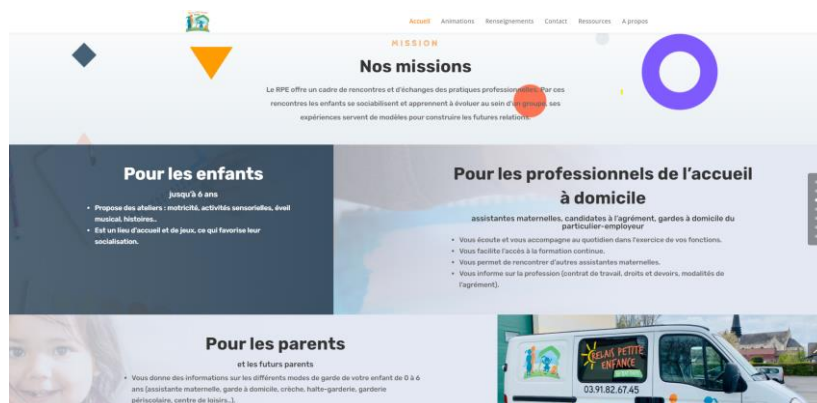 Accueil Animations Renseignements Contact Ressources A propos
MISSION
Nos missions
Le RPE offre un cadre de rencontres et d'échanges des pratiques professionnelles. Par ces
rencontres les enfants se sociabilisent et apprennent à évoluer au sein d'un groupe, ses
expériences servent de modèles pour construire les futures relations.
Pour les enfants
jusqu'à 6 ans
• Propose des ateliers : motricité, activités sensorielles, éveil
musical, histoires..
• Est un lieu d'accueil et de jeux, ce qui favorise leur
socialisation.
Pour les professionnels de l'accueil
à domicile
assistantes maternelles, candidates à l'agrément, gardes à domicile du
particulier-employeur
• Vous écoute et vous accompagne au quotidien dans l'exercice de vos fonctions.
• Vous facilite l'accès à la formation continue.
• Vous permet de rencontrer d'autres assistantes maternelles.
• Vous informe sur la profession (contrat de travail, droits et devoirs, modalités de
l'agrément).
Pour les parents
et les futurs parents
• Vous donne des informations sur les différents modes de garde de votre enfant de 0 à 6
ans (assistante maternelle, garde à domicile, crèche, halte-garderie, garderie
périscolaire, centre de loisirs..).
RELAIS PETITE
ENFANCE
03.91.82.67.45